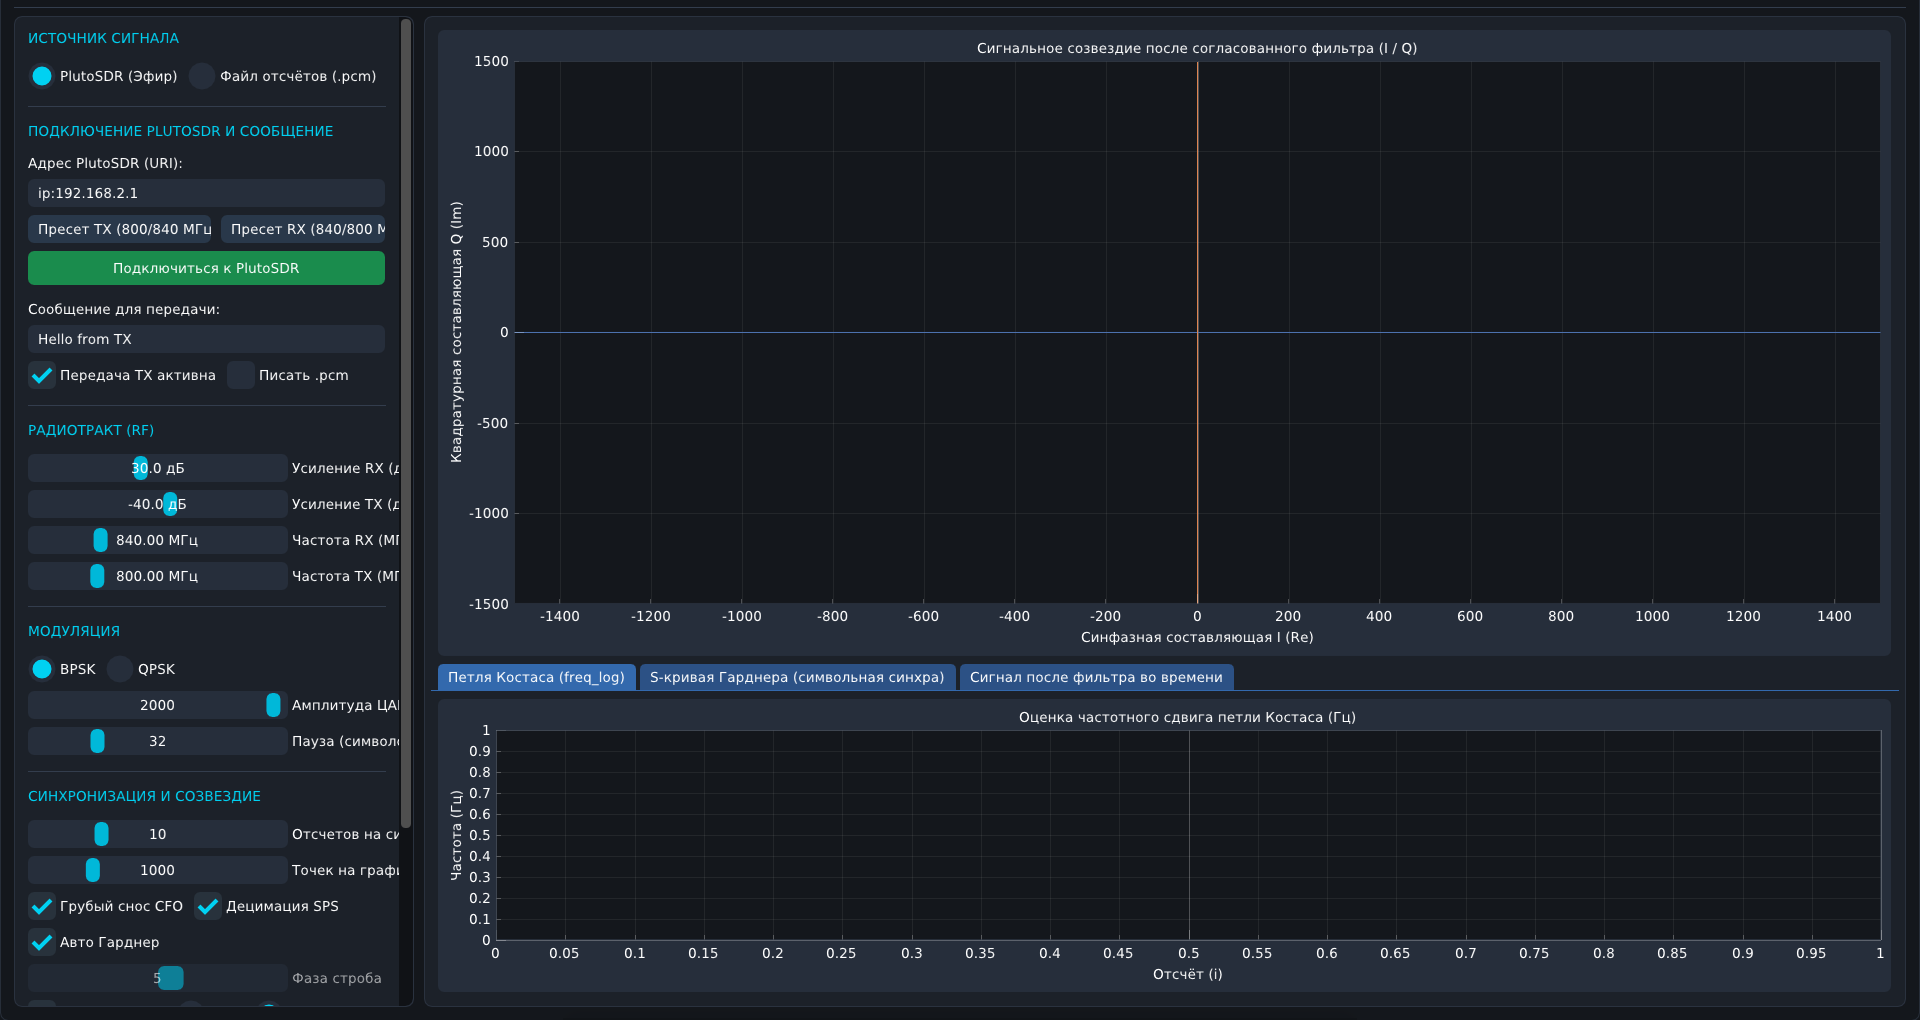 ИСТОЧНИК СИГНАЛА
PlutoSDR (Эфир) Файл отсчётов (.pcm)
ПОДКЛЮЧЕНИЕ PLUTOSDR И СООБЩЕНИЕ
Адрес PlutoSDR (URI):
ip:192.168.2.1
Пресет TX (800/840 МГц Пресет RX (840/800 М
Подключиться к PlutoSDR
Сообщение для передачи:
Hello from TX
Передача TX активна Писать .pcm
РАДИОТРАКТ (RF)
30.0 дБ Усиление RX (д
-40.0 дБ Усиление TX (д
840.00 МГц Частота RX (МГ
800.00 МГц Частота TX (МГ
МОДУЛЯЦИЯ
BPSK QPSK
2000 Амплитуда ЦАП
32 Пауза (символо
СИНХРОНИЗАЦИЯ И СОЗВЕЗДИЕ
10 Отсчетов на си
1000 Точек на графи
Грубый снос CFO Децимация SPS
Авто Гарднер
5 Фаза строба
Сигнальное созвездие после согласованного фильтра (I / Q)
Квадратурная составляющая Q (Im)
1500
1000
500
0
-500
-1000
-1500
-1400 -1200 -1000 -800 -600 -400 -200 0 200 400 600 800 1000 1200 1400
Синфазная составляющая I (Re)
Петля Костаса (freq_log) S-кривая Гарднера (символьная синхра) Сигнал после фильтра во времени
Оценка частотного сдвига петли Костаса (Гц)
Частота (Гц)
1
0.9
0.8
0.7
0.6
0.5
0.4
0.3
0.2
0.1
0
0 0.05 0.1 0.15 0.2 0.25 0.3 0.35 0.4 0.45 0.5 0.55 0.6 0.65 0.7 0.75 0.8 0.85 0.9 0.95 1
Отсчёт (i)